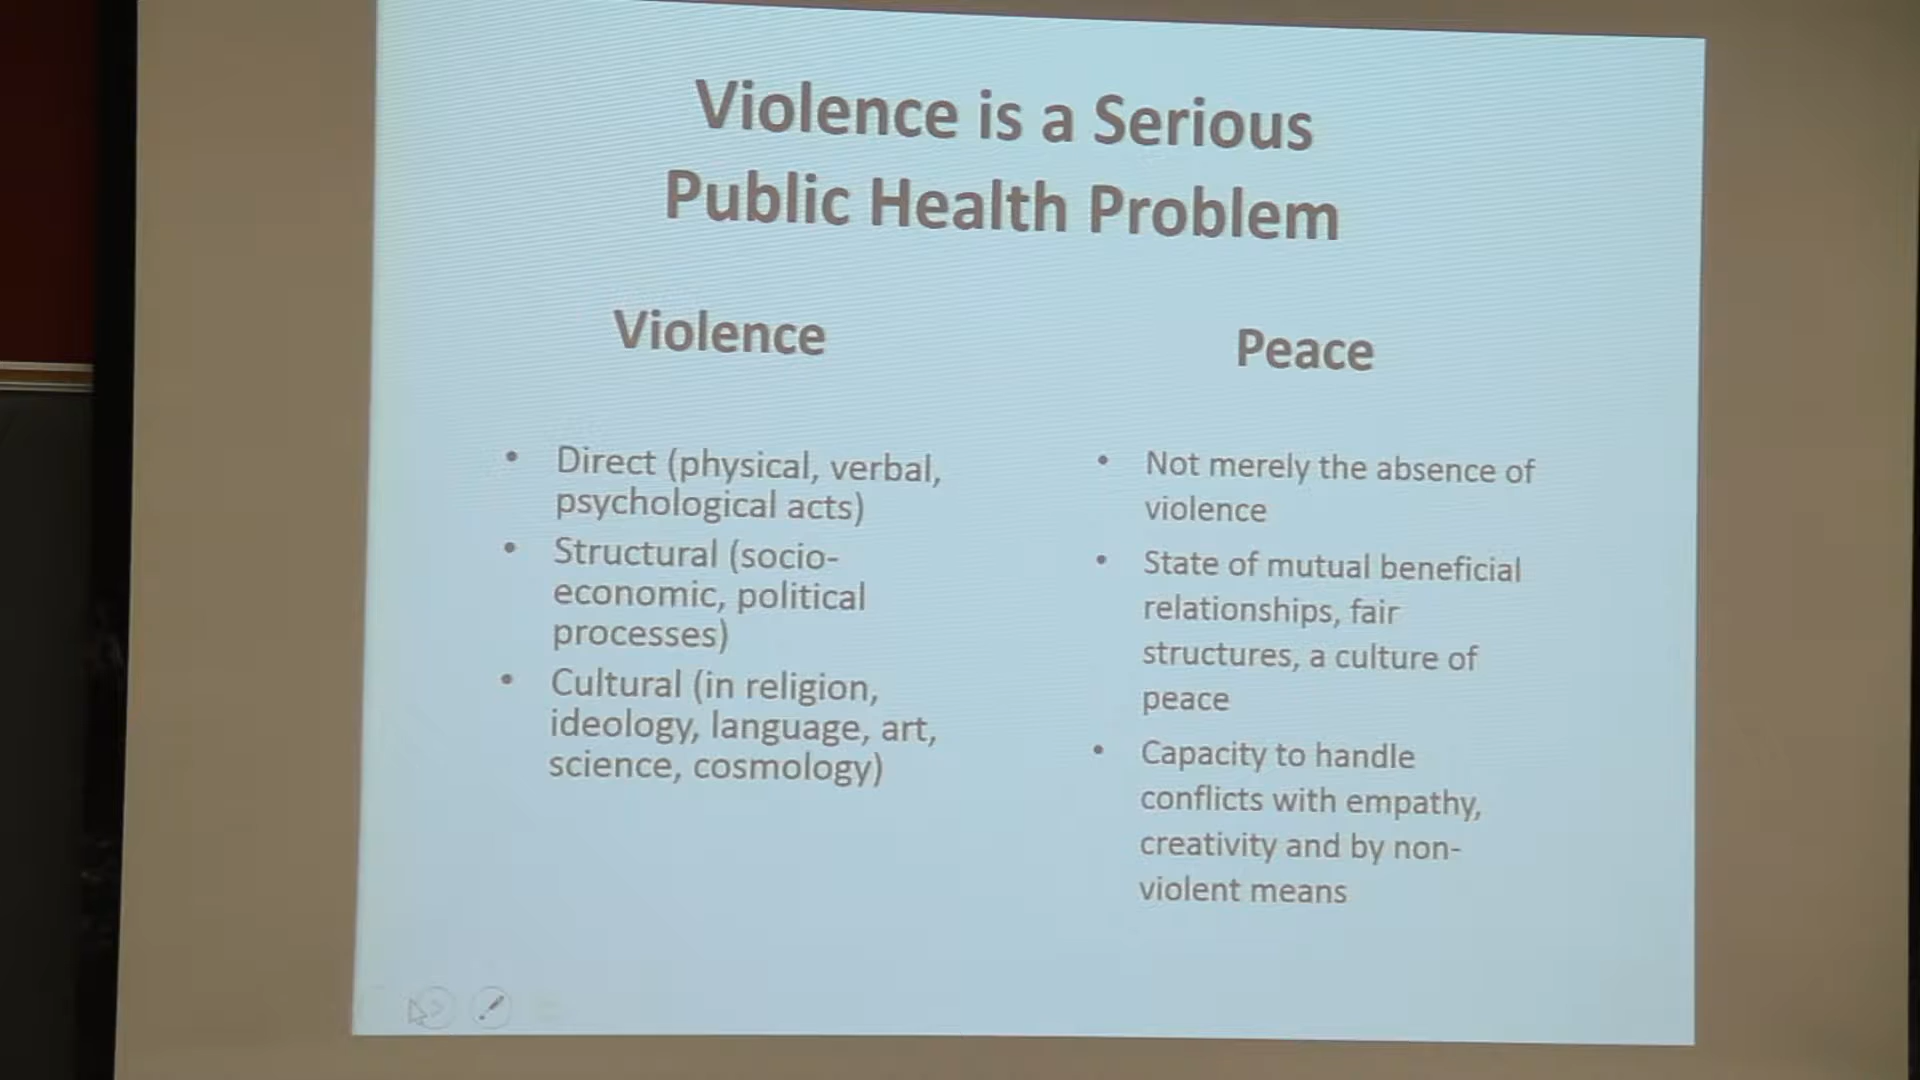 Violence is a Serious
Public Health Problem
Violence
• Direct (physical, verbal,
psychological acts)
• Structural (socio-
economic, political
processes)
• Cultural (in religion,
ideology, language, art,
science, cosmology)
Peace
• Not merely the absence of
violence
• State of mutual beneficial
relationships, fair
structures, a culture of
peace
• Capacity to handle
conflicts with empathy,
creativity and by non-
violent means